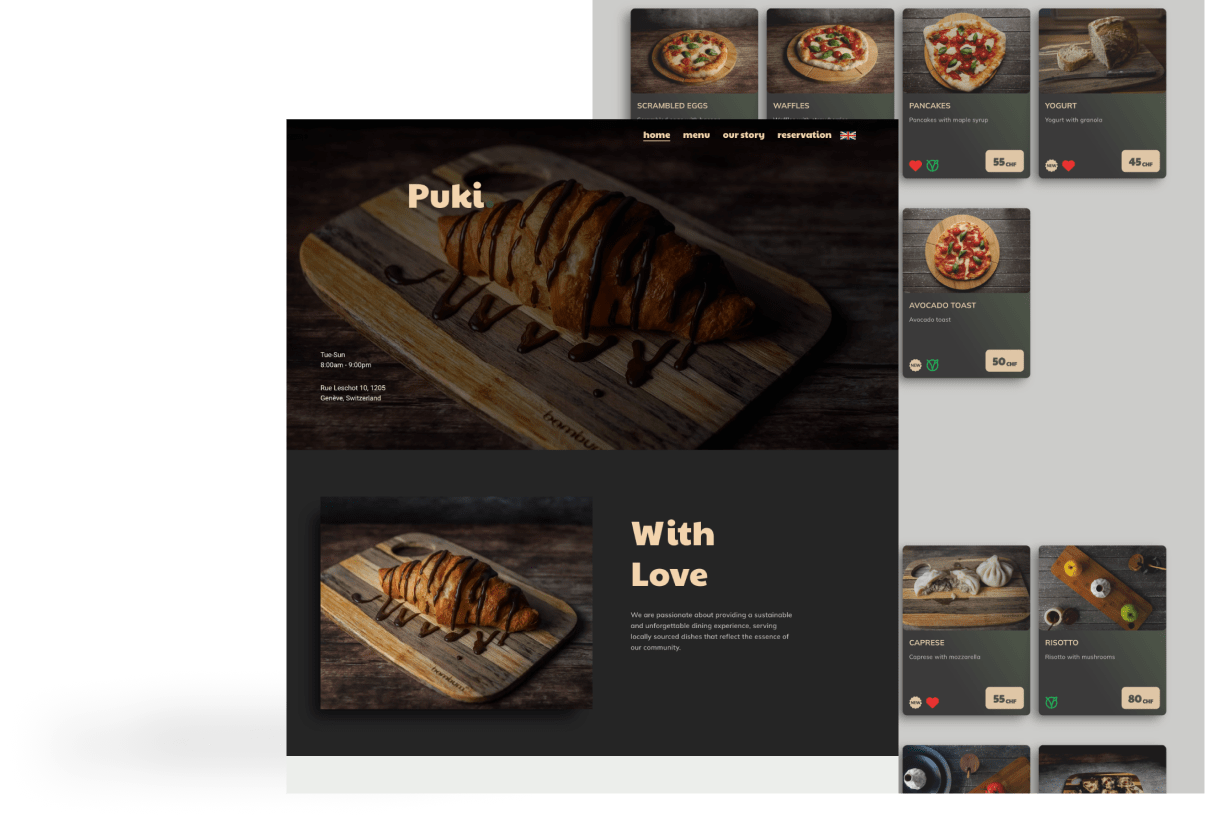 SCRAMBLED EGGS
WAFFLES
PANCAKES
Pancakes with maple syrup
55 CHF
YOGURT
Yogurt with granola
NEW
45 CHF
home menu our story reservation
Puki.
Tue-Sun
8:00am - 9:00pm
Rue Leschot 10, 1205
Genève, Switzerland
bambum
AVOCADO TOAST
Avocado toast
NEW
50 CHF
With
Love
We are passionate about providing a sustainable
and unforgettable dining experience, serving
locally sourced dishes that reflect the essence of
our community.
bambum
CAPRESE
Caprese with mozzarella
NEW
55 CHF
RISOTTO
Risotto with mushrooms
80 CHF